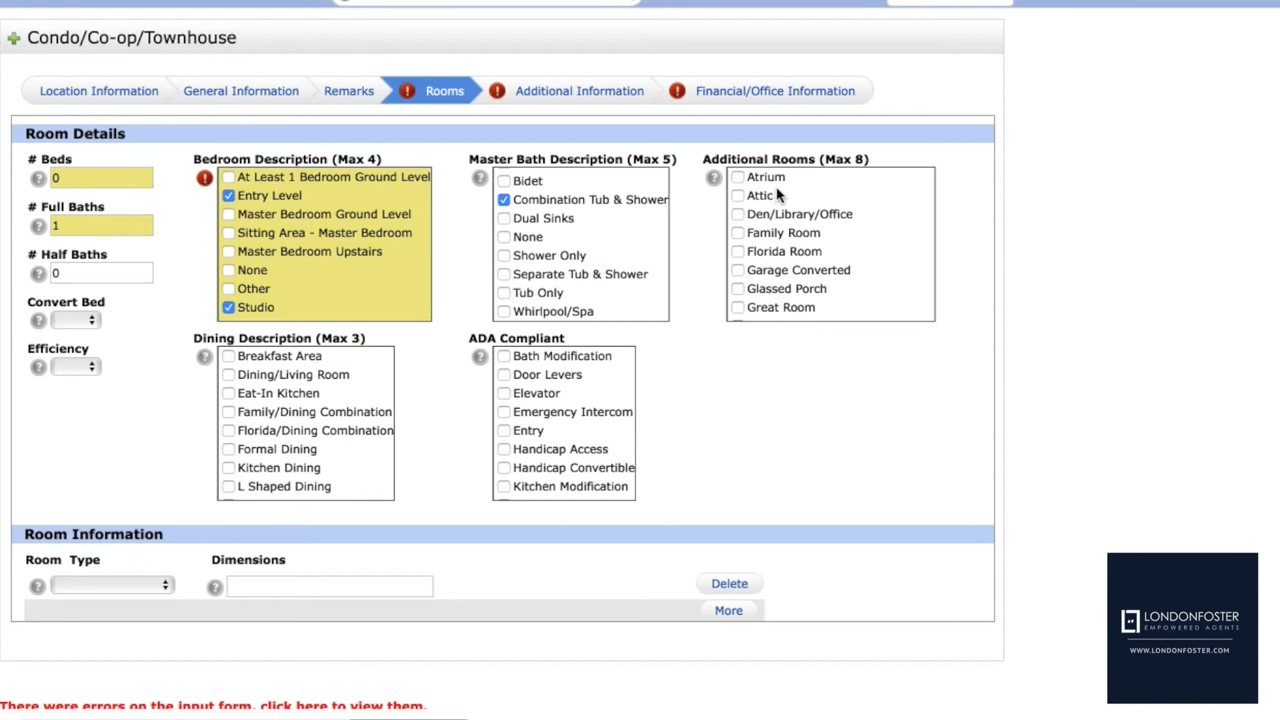 Condo/Co-op/Townhouse
Location Information
General Information
Remarks
Rooms
Additional Information
Financial/Office Information
Room Details
# Beds
0
# Full Baths
1
# Half Baths
0
Convert Bed
Efficiency
Bedroom Description (Max 4)
At Least 1 Bedroom Ground Level
Entry Level
Master Bedroom Ground Level
Sitting Area - Master Bedroom
Master Bedroom Upstairs
None
Other
Studio
Master Bath Description (Max 5)
Bidet
Combination Tub & Shower
Dual Sinks
None
Shower Only
Separate Tub & Shower
Tub Only
Whirlpool/Spa
Additional Rooms (Max 8)
Atrium
Attic
Den/Library/Office
Family Room
Florida Room
Garage Converted
Glassed Porch
Great Room
Dining Description (Max 3)
Breakfast Area
Dining/Living Room
Eat-In Kitchen
Family/Dining Combination
Florida/Dining Combination
Formal Dining
Kitchen Dining
L Shaped Dining
ADA Compliant
Bath Modification
Door Levers
Elevator
Emergency Intercom
Entry
Handicap Access
Handicap Convertible
Kitchen Modification
Room Information
Room Type
Dimensions
Delete
More
LONDONFOSTER
EMPOWERED AGENTS
WWW.LONDONFOSTER.COM
There were errors on the input form, click here to view them.